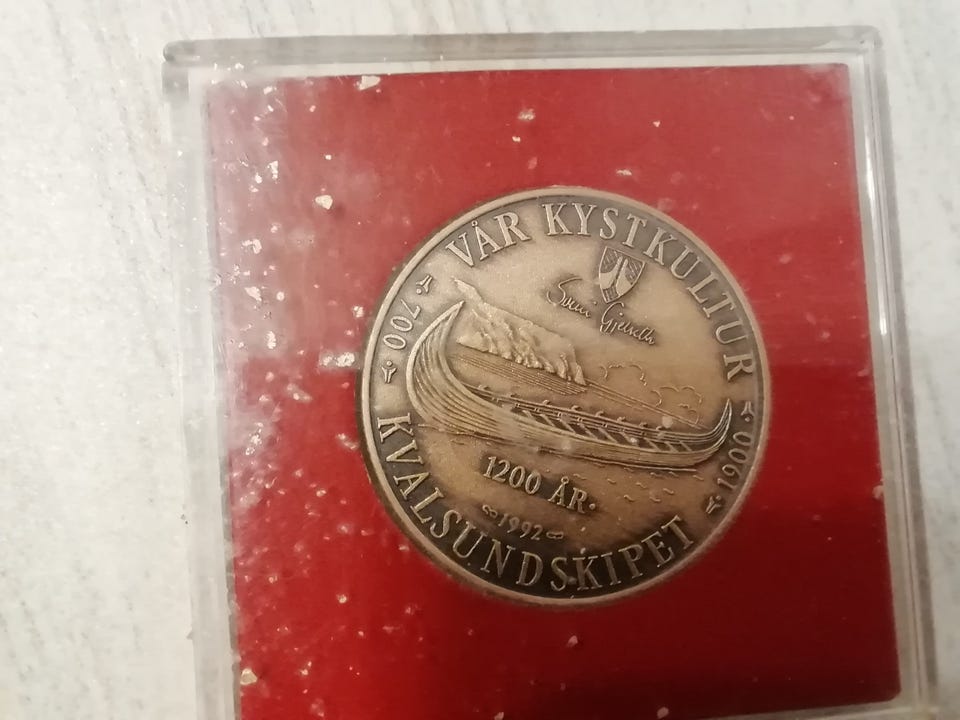 VÅR KYSTKULTUR
700
1900
1200 ÅR.
1992
KVALSUNDSKIPET